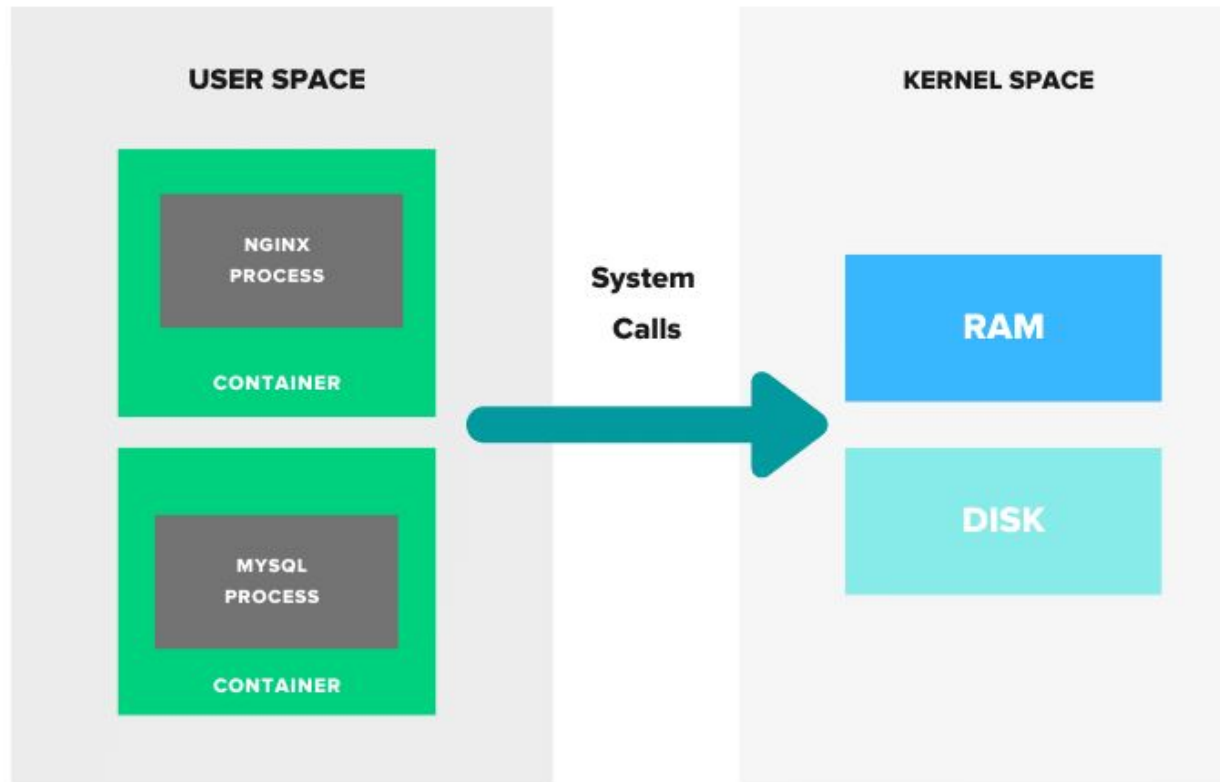 USER SPACE
NGINX
PROCESS
CONTAINER
MYSQL
PROCESS
CONTAINER
System
Calls
KERNEL SPACE
RAM
DISK